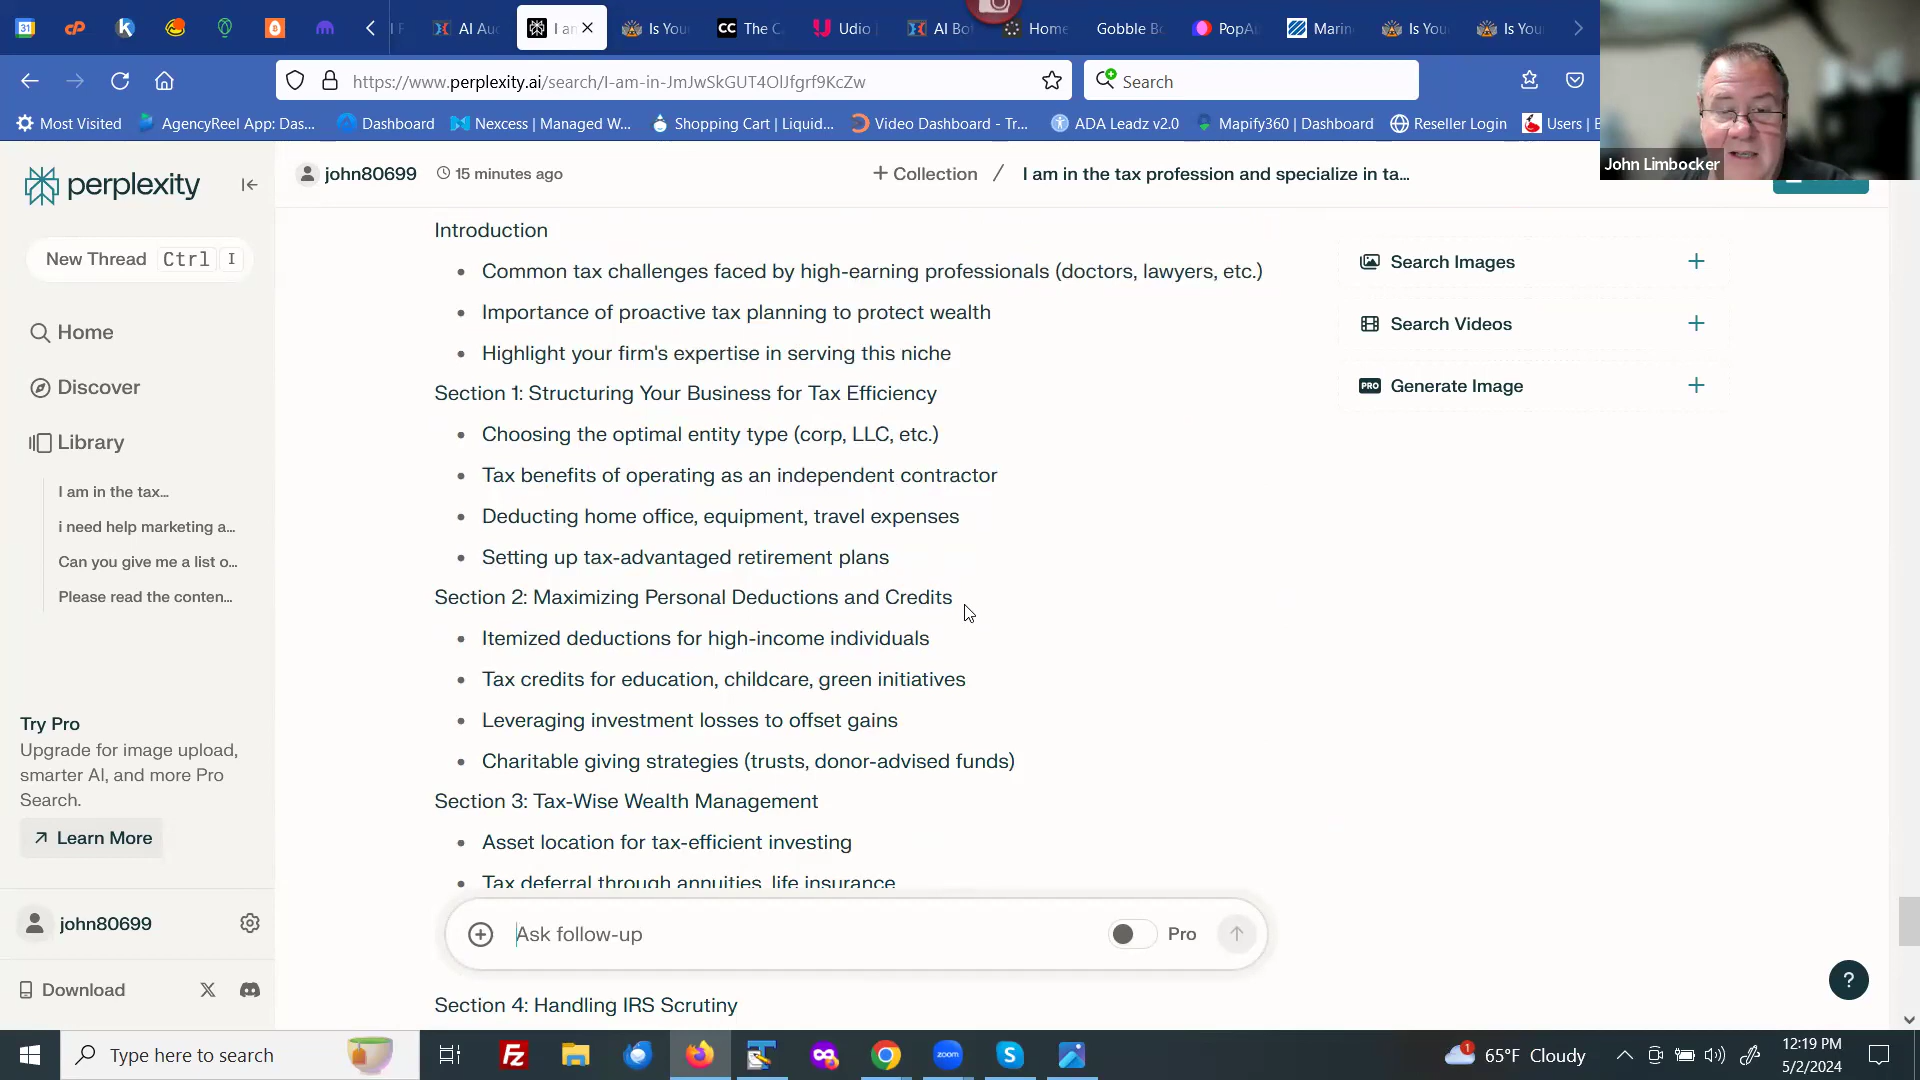 31
cP
AI Au
I an
Is You
CC The C
Udio
AI Bo
Home
Gobble B
PopA
Marin
Is You
Is You
https://www.perplexity.ai/search/I-am-in-JmJwSkGUT4OlJfgrf9KcZw
Search
Most Visited
AgencyReel App: Das...
Dashboard
Nexcess | Managed W...
Shopping Cart | Liquid...
Video Dashboard - Tr...
ADA Leadz v2.0
Mapify360 | Dashboard
Reseller Login
Users | E
John Limbocker
perplexity
john80699
15 minutes ago
+ Collection / I am in the tax profession and specialize in ta...
New Thread Ctrl I
Home
Discover
Library
I am in the tax...
i need help marketing a...
Can you give me a list o...
Please read the conten...
Try Pro
Upgrade for image upload,
smarter AI, and more Pro
Search.
Learn More
john80699
Download
Introduction
• Common tax challenges faced by high-earning professionals (doctors, lawyers, etc.)
• Importance of proactive tax planning to protect wealth
• Highlight your firm's expertise in serving this niche
Section 1: Structuring Your Business for Tax Efficiency
• Choosing the optimal entity type (corp, LLC, etc.)
• Tax benefits of operating as an independent contractor
• Deducting home office, equipment, travel expenses
• Setting up tax-advantaged retirement plans
Section 2: Maximizing Personal Deductions and Credits
• Itemized deductions for high-income individuals
• Tax credits for education, childcare, green initiatives
• Leveraging investment losses to offset gains
• Charitable giving strategies (trusts, donor-advised funds)
Section 3: Tax-Wise Wealth Management
• Asset location for tax-efficient investing
• Tax deferral through annuities, life insurance
Ask follow-up
Pro
Section 4: Handling IRS Scrutiny
Search Images
Search Videos
PRO Generate Image
?
Type here to search
zoom
1
65°F Cloudy
12:19 PM
5/2/2024